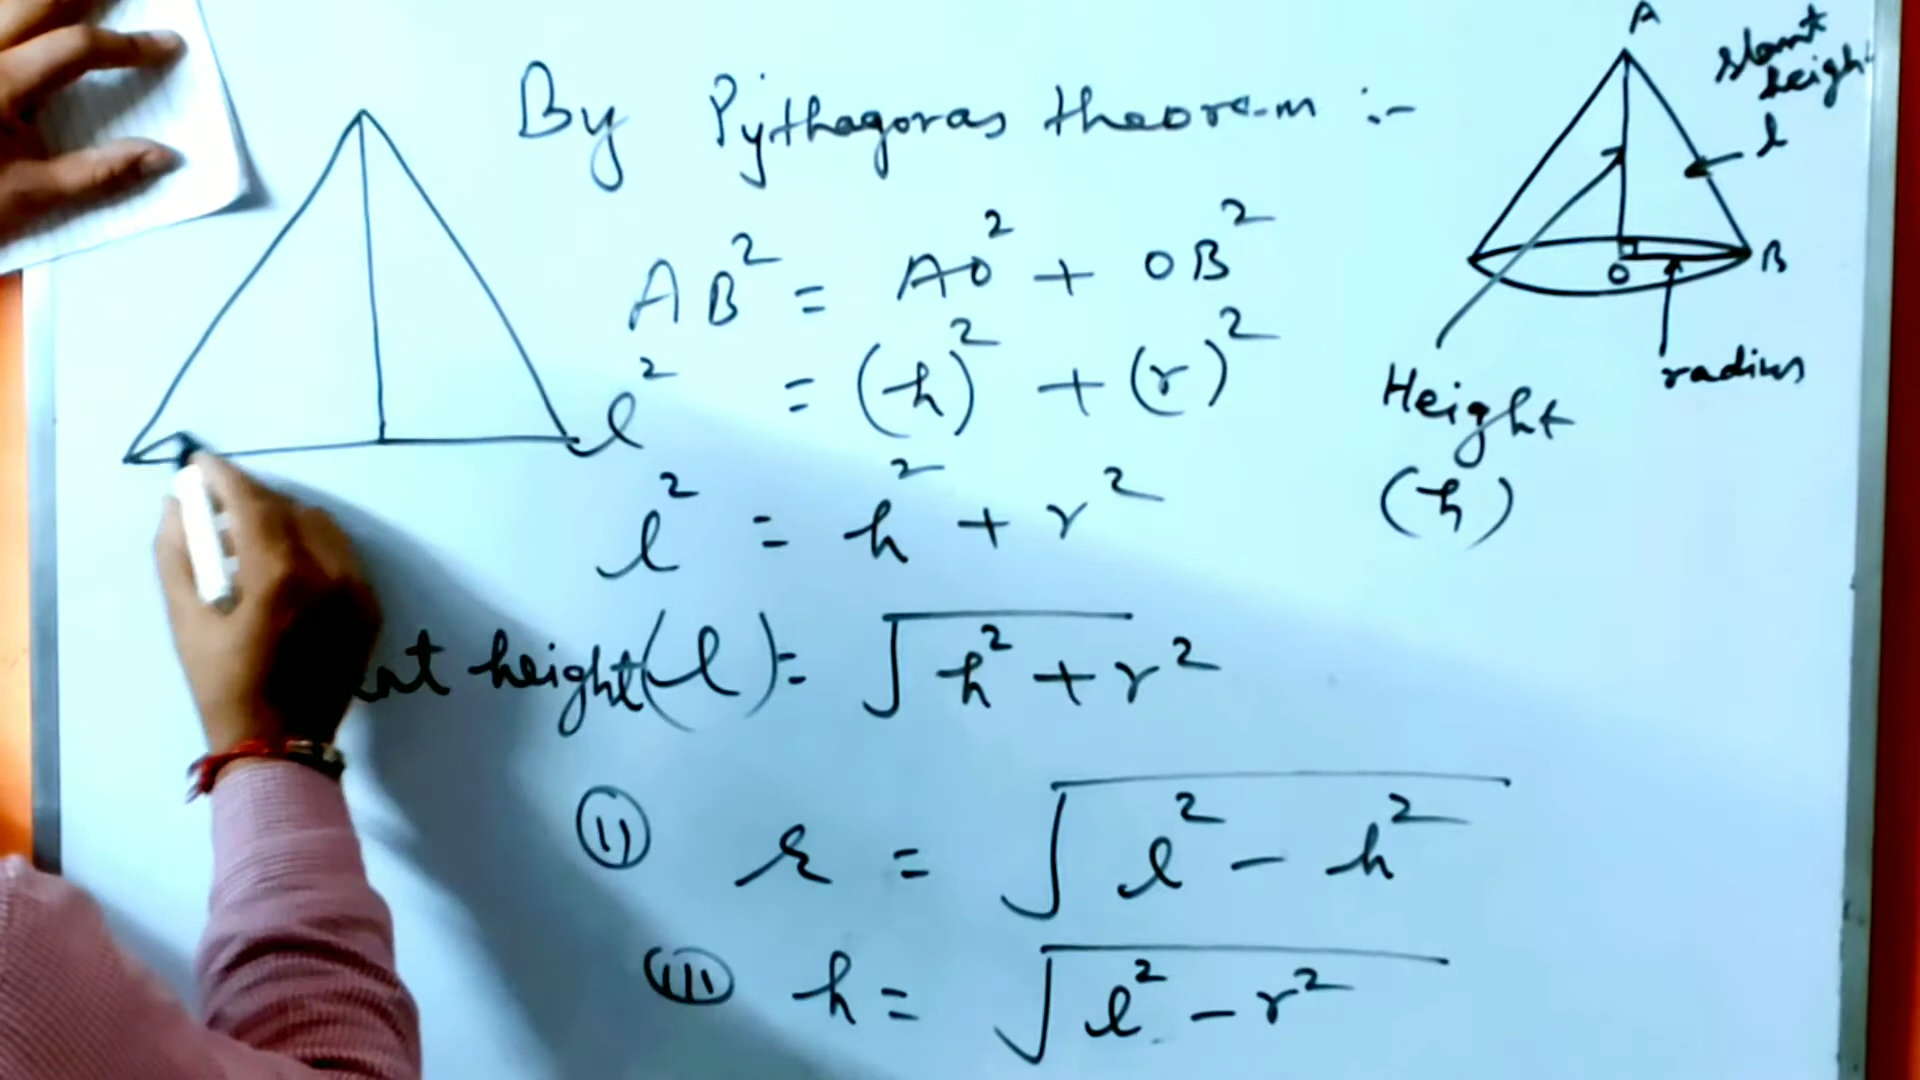 By Pythagoras theorem :-
AB² = AO² + OB²
l² = (h)² + (r)²
l² = h² + r²
height(l) = √h² + r²
(ii) r = √l² - h²
(iii) h = √l² - r²
A
slant
height
l
O
B
radius
Height
(h)